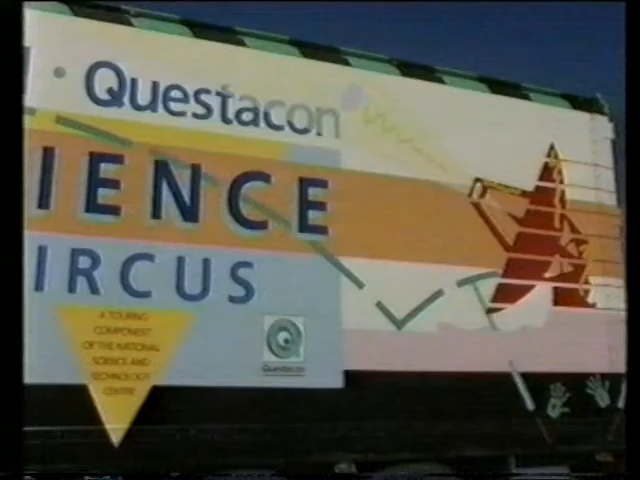 · Questacon
IENCE
IRCUS
A TOURING
COMPONENT
OF THE NATIONAL
SCIENCE AND
TECHNOLOGY
CENTRE
Q
Questacon